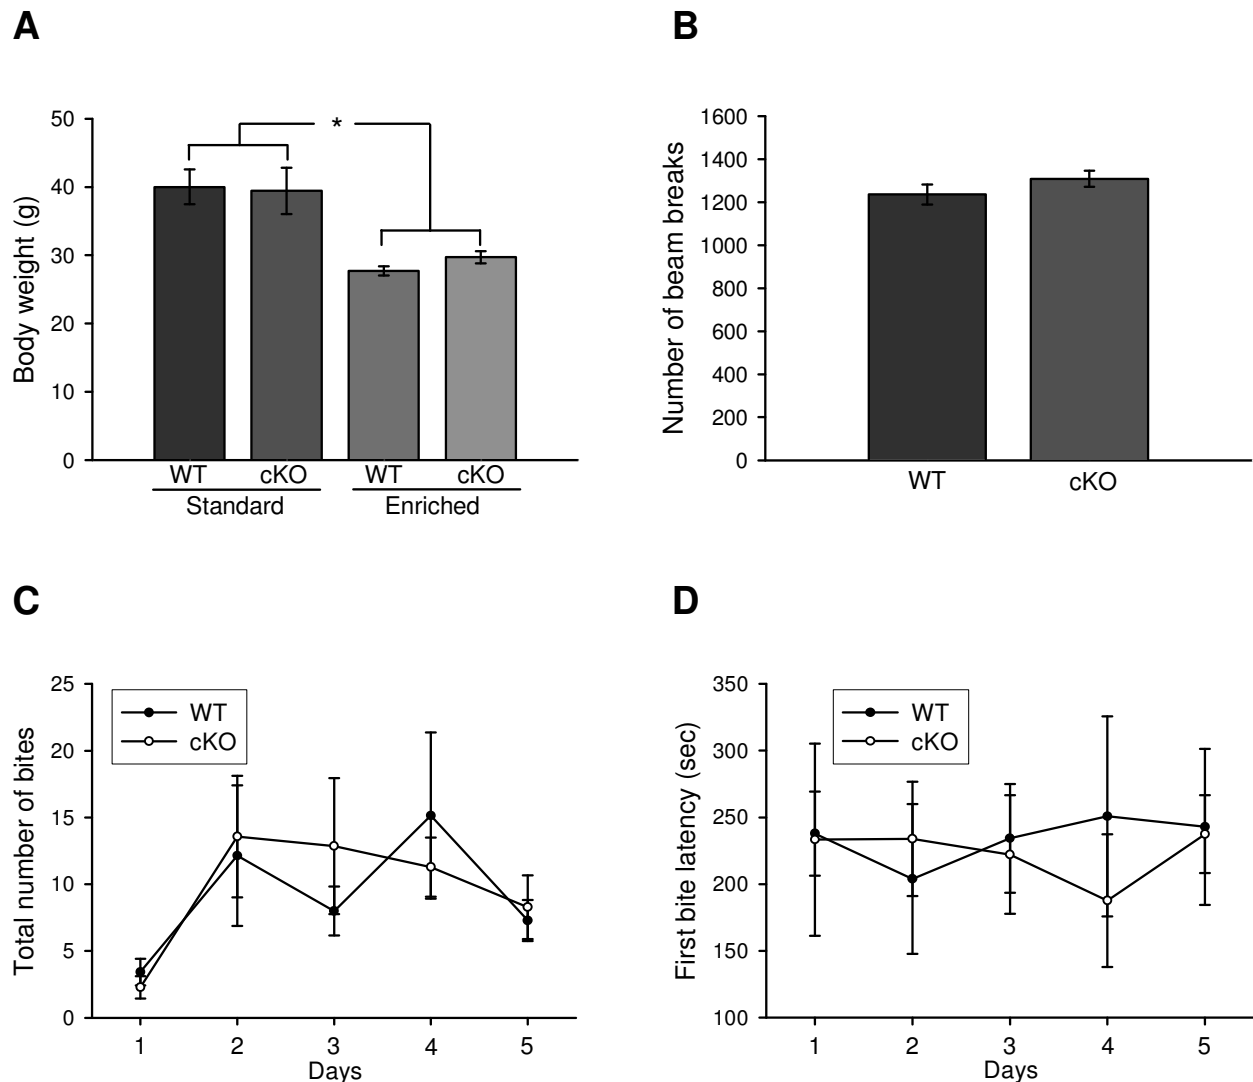 A
Body weight (g)
50
40
30
20
10
0
*
WT cKO WT cKO
Standard Enriched
B
Number of beam breaks
1600
1400
1200
1000
800
600
400
200
0
WT cKO
C
Total number of bites
25
20
15
10
5
0
WT
cKO
1 2 3 4 5
Days
D
First bite latency (sec)
350
300
250
200
150
100
WT
cKO
1 2 3 4 5
Days